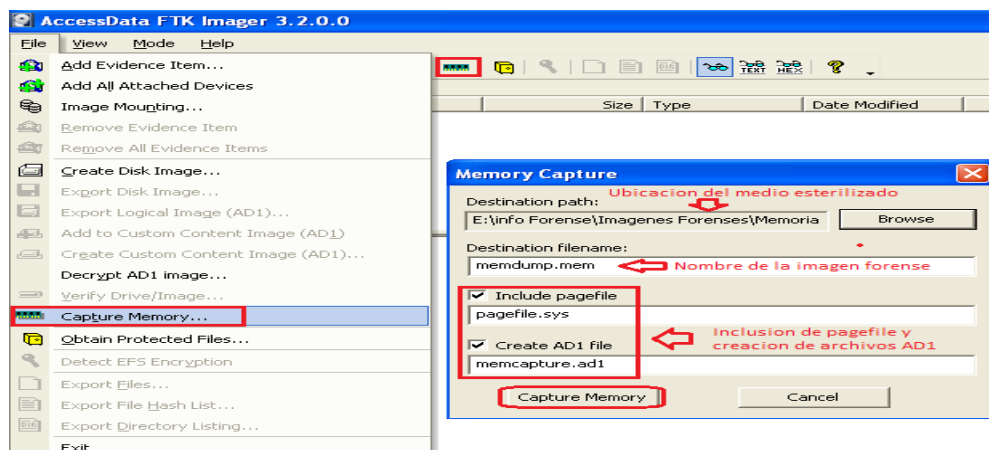 AccessData FTK Imager 3.2.0.0
File View Mode Help
Add Evidence Item...
Add All Attached Devices
Image Mounting...
Remove Evidence Item
Remove All Evidence Items
Create Disk Image...
Export Disk Image...
Export Logical Image (AD1)...
Add to Custom Content Image (AD1)
Create Custom Content Image (AD1)...
Decrypt AD1 image...
Verify Drive/Image...
Capture Memory...
Obtain Protected Files...
Detect EFS Encryption
Export Files...
Export File Hash List...
Export Directory Listing...
Exit
TEXT HEX
Size Type Date Modified
Memory Capture
Ubicacion del medio esterilizado
Destination path:
E:\info Forense\Imagenes Forenses\Memoria Browse
Destination filename:
memdump.mem Nombre de la imagen forense
Include pagefile
pagefile.sys
Inclusion de pagefile y
creacion de archivos AD1
Create AD1 file
memcapture.ad1
Capture Memory Cancel